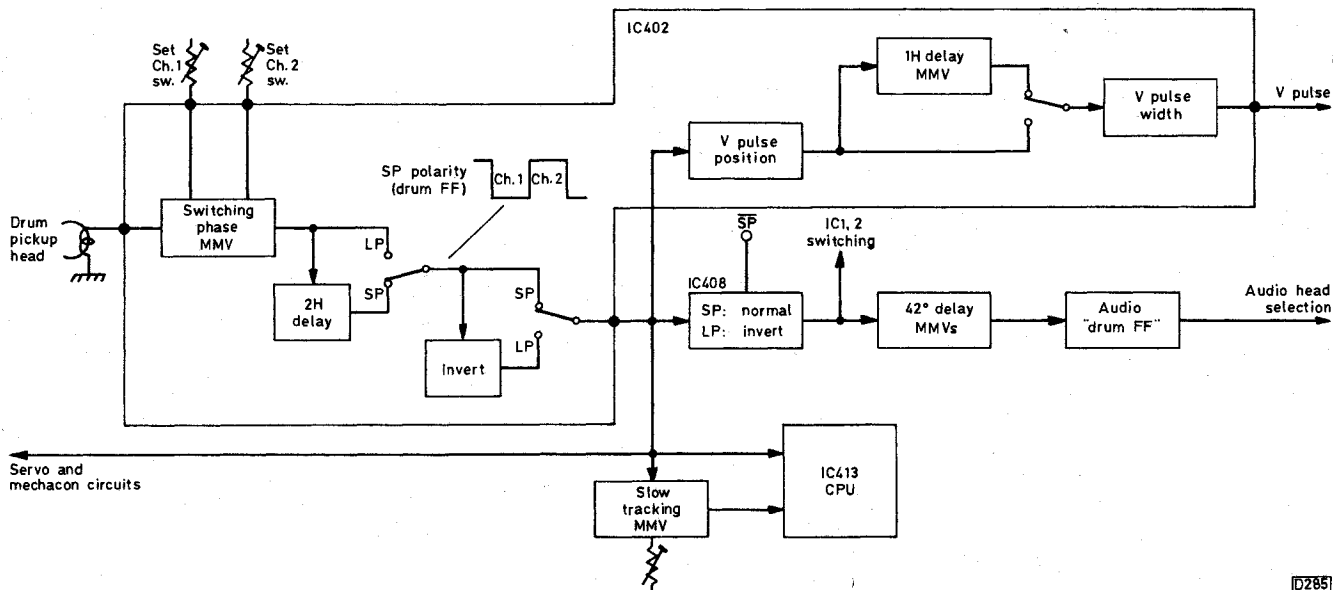 Set
Ch.1
sw.
Set
Ch.2
sw.
IC402
1H delay
MMV
V pulse
position
V pulse
width
V pulse
SP polarity
(drum FF)
Ch.1
Ch.2
Drum
pickup
head
Switching
phase
MMV
LP
SP
2H
delay
SP
LP
Invert
SP
IC1, 2
switching
IC408
SP: normal
LP: invert
42° delay
MMVs
Audio
"drum FF"
Audio head
selection
Servo and
mechacon circuits
Slow
tracking
MMV
IC413
CPU
D285